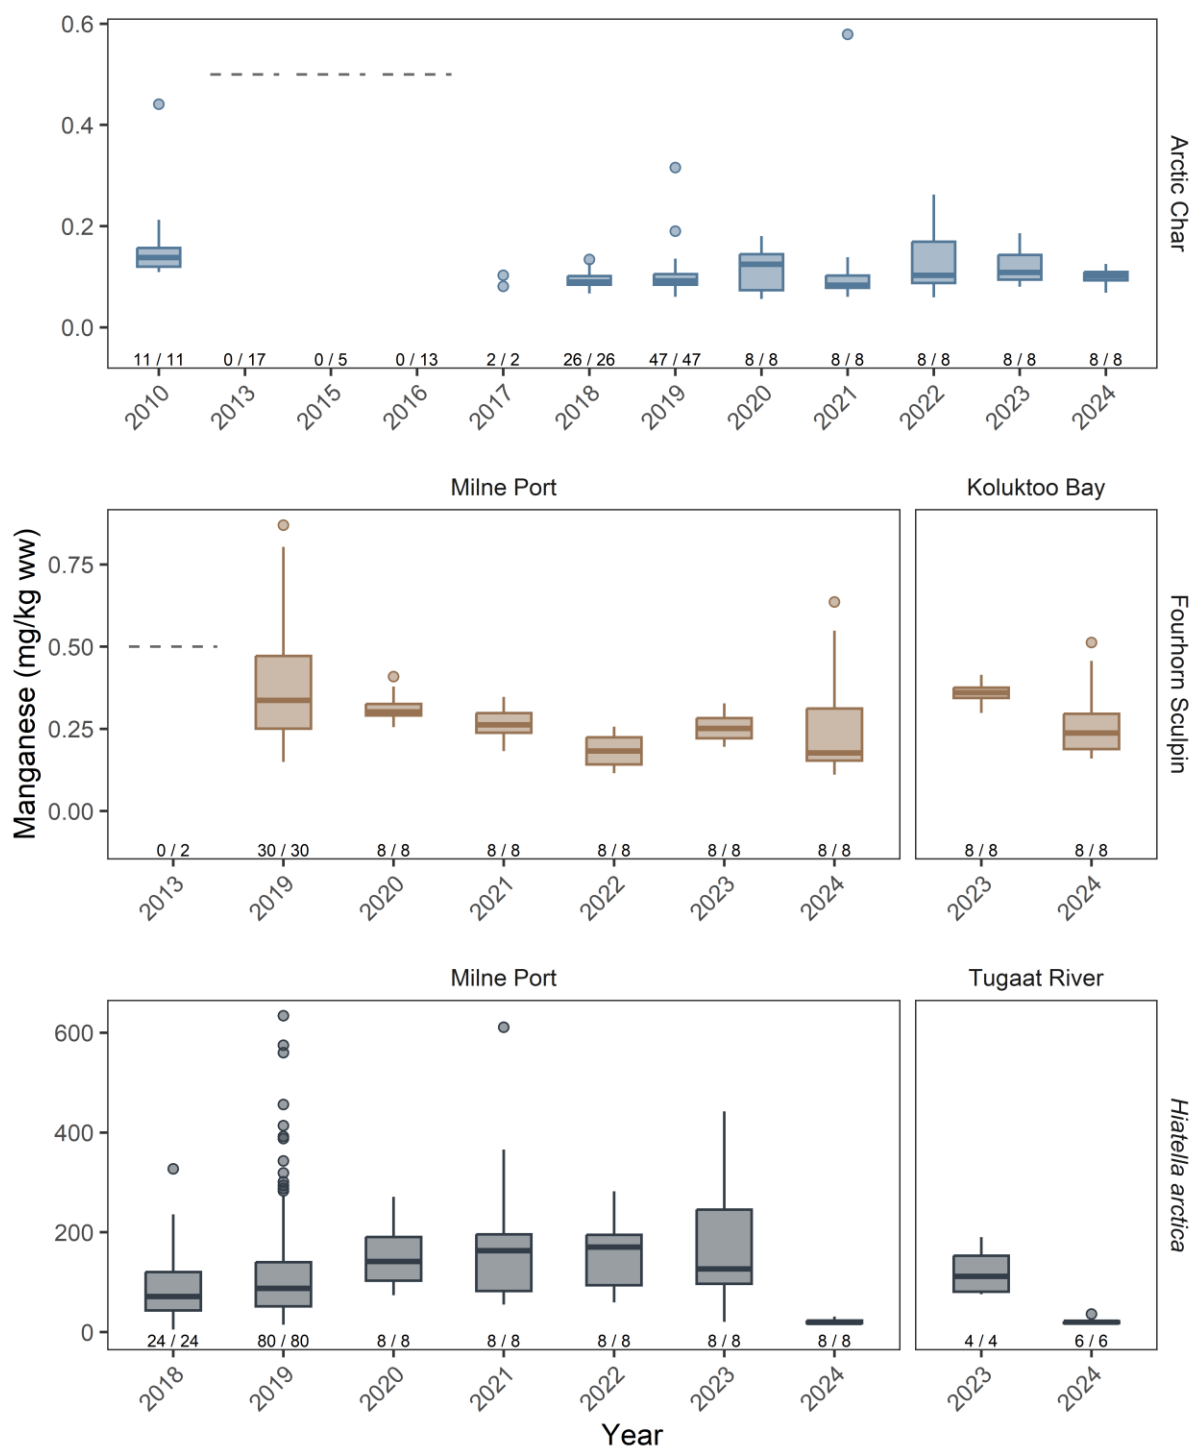 0.6
0.4
0.2
0.0
Arctic Char
11 / 11 0 / 17 0 / 5 0 / 13 2 / 2 26 / 26 47 / 47 8 / 8 8 / 8 8 / 8 8 / 8 8 / 8
2010 2013 2015 2016 2017 2018 2019 2020 2021 2022 2023 2024
Milne Port Koluktoo Bay
Manganese (mg/kg ww)
0.75
0.50
0.25
0.00
Fourhorn Sculpin
0 / 2 30 / 30 8 / 8 8 / 8 8 / 8 8 / 8 8 / 8 8 / 8 8 / 8
2013 2019 2020 2021 2022 2023 2024 2023 2024
Milne Port Tugaat River
600
400
200
0
Hiatella arctica
24 / 24 80 / 80 8 / 8 8 / 8 8 / 8 8 / 8 8 / 8 4 / 4 6 / 6
2018 2019 2020 2021 2022 2023 2024 2023 2024
Year